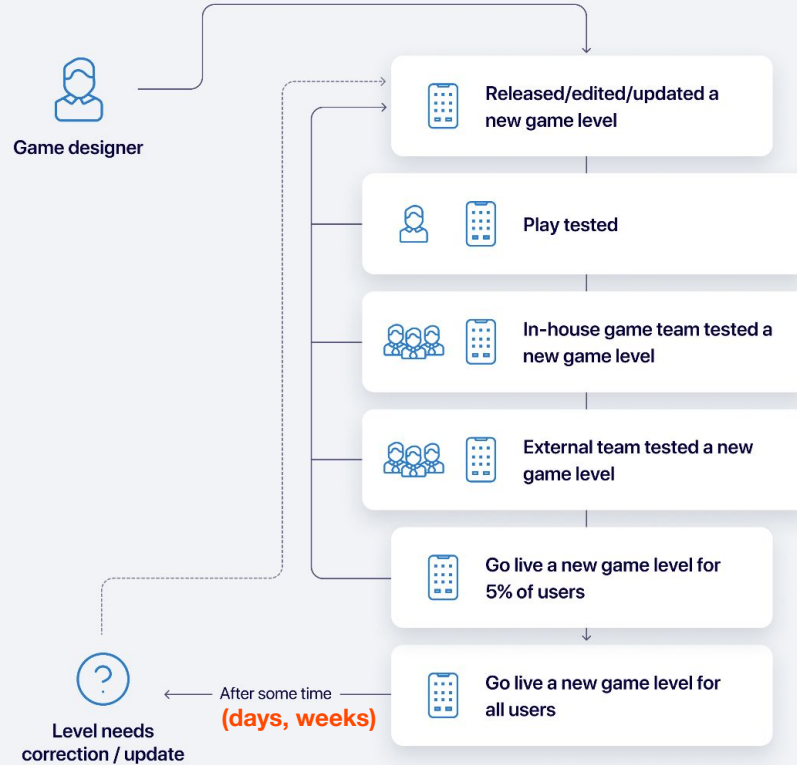 Game designer
Released/edited/updated a
new game level
Play tested
In-house game team tested a
new game level
External team tested a new
game level
Go live a new game level for
5% of users
Go live a new game level for
all users
After some time
(days, weeks)
?
Level needs
correction / update